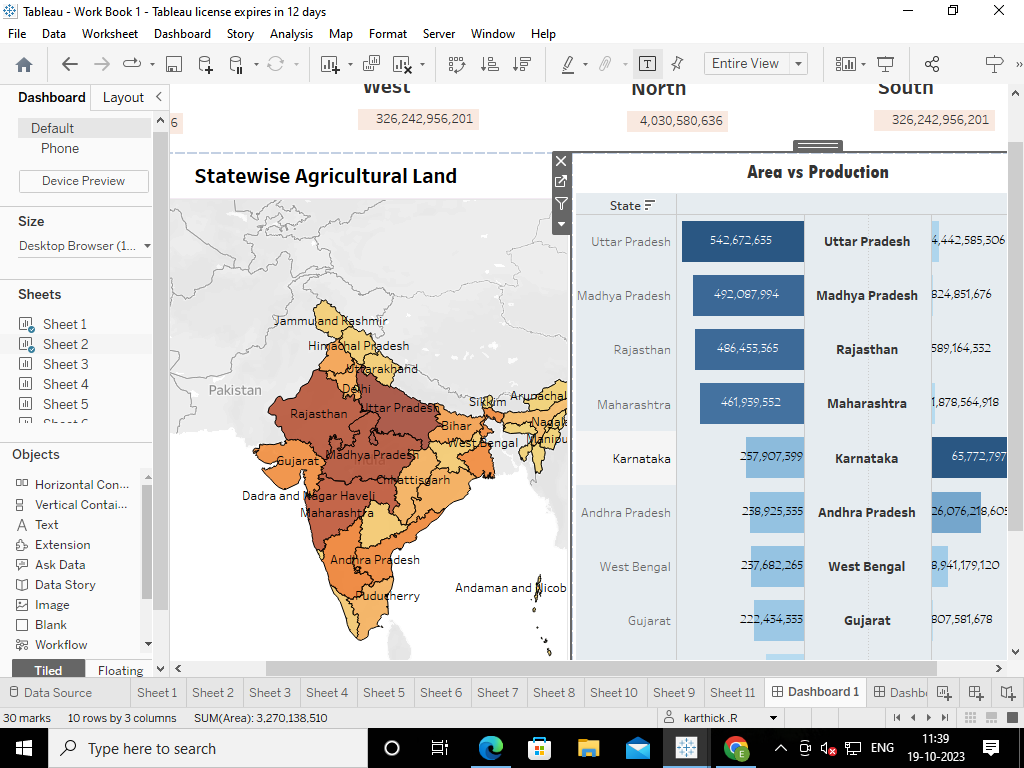 Tableau - Work Book 1 - Tableau license expires in 12 days
File Data Worksheet Dashboard Story Analysis Map Format Server Window Help
Entire View
Dashboard Layout
Default
Phone
Device Preview
Size
Desktop Browser (1...
Sheets
Sheet 1
Sheet 2
Sheet 3
Sheet 4
Sheet 5
Objects
Horizontal Con...
Vertical Contai...
Text
Extension
Ask Data
Data Story
Image
Blank
Workflow
Tiled Floating
West North South
6 326,242,956,201 4,030,580,636 326,242,956,201
Statewise Agricultural Land
Pakistan
Jammu and Kashmir
Himachal Pradesh
Uttarakhand
Delhi
Rajasthan
Uttar Pradesh
Sikkim
Arunachal
Bihar
Nagala
West Bengal
Manipu
Gujarat
Madhya Pradesh
India
Chhattisgarh
Dadra and Nagar Haveli
Maharashtra
Andhra Pradesh
Andaman and Nicob
Puducherry
Area vs Production
State
Uttar Pradesh 542,672,635 Uttar Pradesh 4,442,585,306
Madhya Pradesh 492,087,994 Madhya Pradesh 824,851,676
Rajasthan 486,453,365 Rajasthan 589,164,332
Maharashtra 461,939,552 Maharashtra 1,878,564,918
Karnataka 257,907,399 Karnataka 63,772,797
Andhra Pradesh 238,925,335 Andhra Pradesh 26,076,218,605
West Bengal 237,682,265 West Bengal 8,941,179,120
Gujarat 222,434,333 Gujarat 807,581,678
Data Source Sheet 1 Sheet 2 Sheet 3 Sheet 4 Sheet 5 Sheet 6 Sheet 7 Sheet 8 Sheet 10 Sheet 9 Sheet 11 Dashboard 1 Dashb
30 marks 10 rows by 3 columns SUM(Area): 3,270,138,510 karthick .R
Type here to search
E
ENG
11:39
19-10-2023